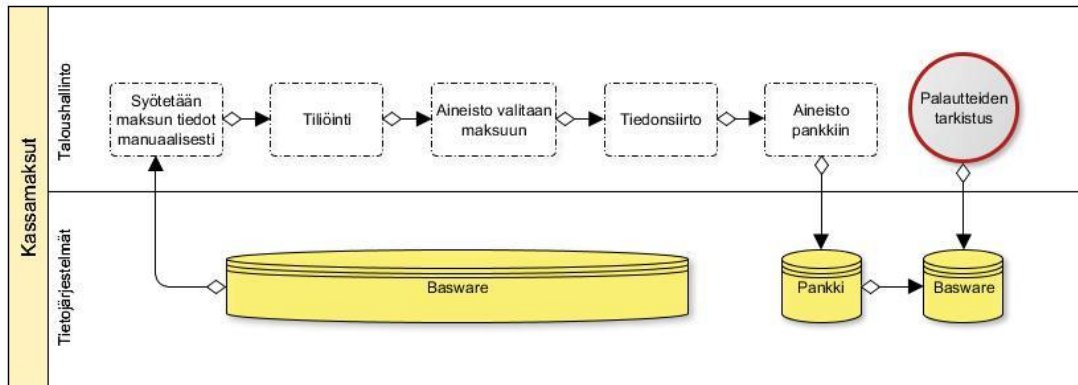 Kassamaksut
Taloushallinto
Syötetään
maksun tiedot
manuaalisesti
Tiliöinti
Aineisto valitaan
maksuun
Tiedonsiirto
Aineisto
pankkiin
Palautteiden
tarkistus
Tietojärjestelmät
Basware
Pankki
Basware